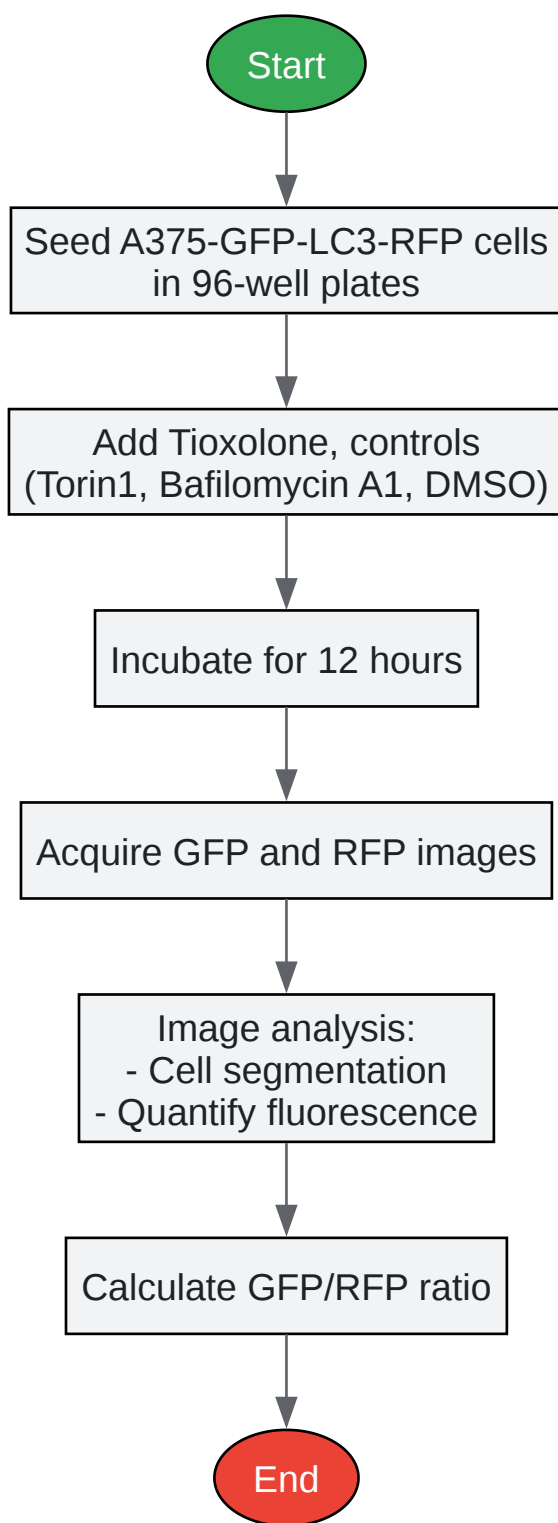 Start
Seed A375-GFP-LC3-RFP cells
in 96-well plates
Add Tioxolone, controls
(Torin1, Bafilomycin A1, DMSO)
Incubate for 12 hours
Acquire GFP and RFP images
Image analysis:
- Cell segmentation
- Quantify fluorescence
Calculate GFP/RFP ratio
End